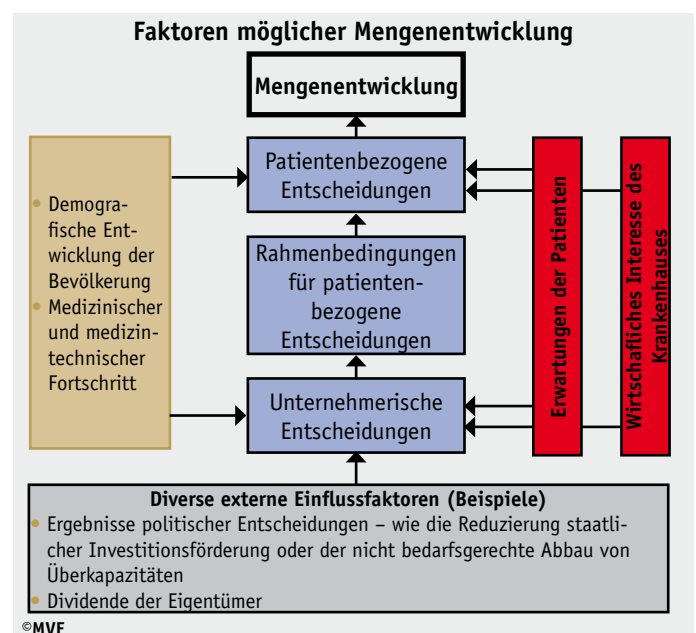 Faktoren möglicher Mengenentwicklung
Mengenentwicklung
Patientenbezogene
Entscheidungen
• Demogra-
fische Ent-
wicklung der
Bevölkerung
• Medizinischer
und medizin-
technischer
Fortschritt
Rahmenbedingungen
für patienten-
bezogene
Entscheidungen
Unternehmerische
Entscheidungen
Erwartungen der Patienten
Wirtschafliches Interesse des
Krankenhauses
Diverse externe Einflussfaktoren (Beispiele)
• Ergebnisse politischer Entscheidungen – wie die Reduzierung staatli-
cher Investitionsförderung oder der nicht bedarfsgerechte Abbau von
Überkapazitäten
• Dividende der Eigentümer
©MVF